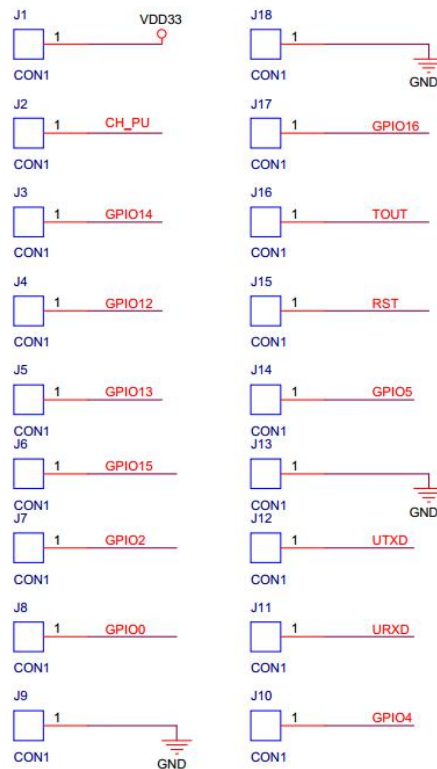 J1
1
VDD33
CON1
J2
1
CH_PU
CON1
J3
1
GPIO14
CON1
J4
1
GPIO12
CON1
J5
1
GPIO13
CON1
J6
1
GPIO15
CON1
J7
1
GPIO2
CON1
J8
1
GPIO0
CON1
J9
1
GND
CON1
J18
1
GND
CON1
J17
1
GPIO16
CON1
J16
1
TOUT
CON1
J15
1
RST
CON1
J14
1
GPIO5
CON1
J13
1
GND
CON1
J12
1
UTXD
CON1
J11
1
URXD
CON1
J10
1
GPIO4
CON1